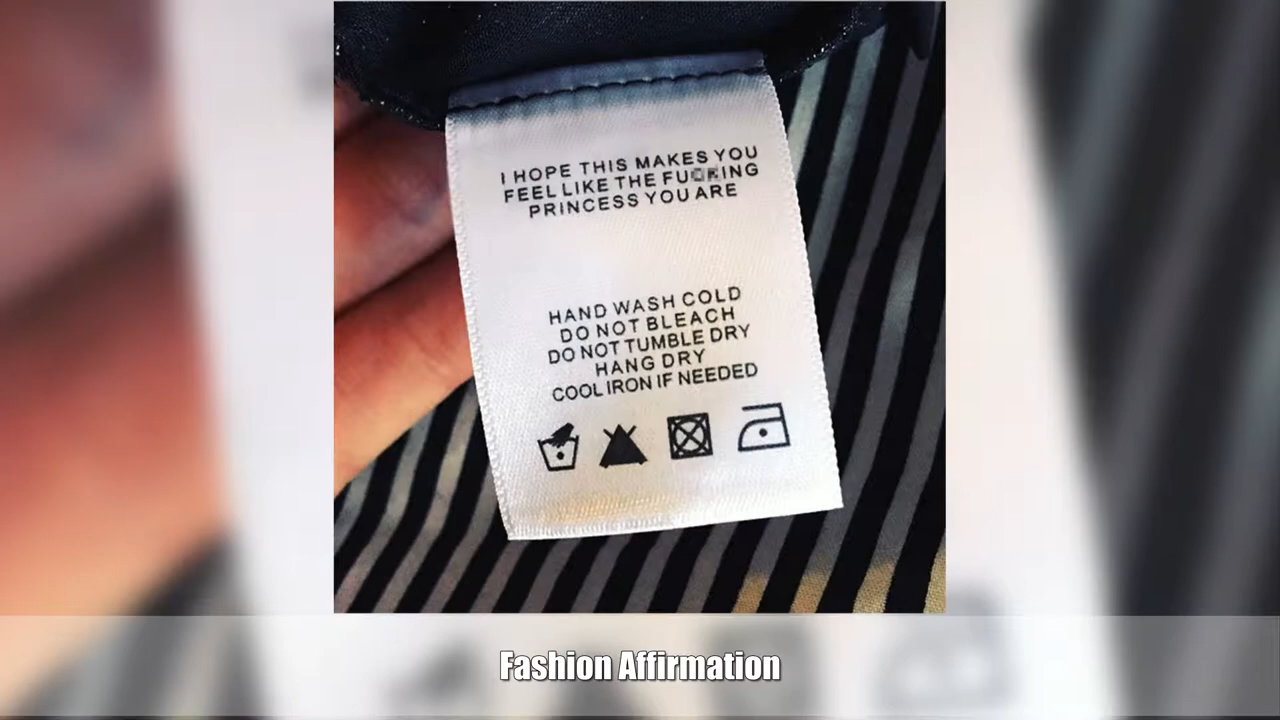 I HOPE THIS MAKES YOU
FEEL LIKE THE FUCKING
PRINCESS YOU ARE
HAND WASH COLD
DO NOT BLEACH
DO NOT TUMBLE DRY
HANG DRY
COOL IRON IF NEEDED
Fashion Affirmation